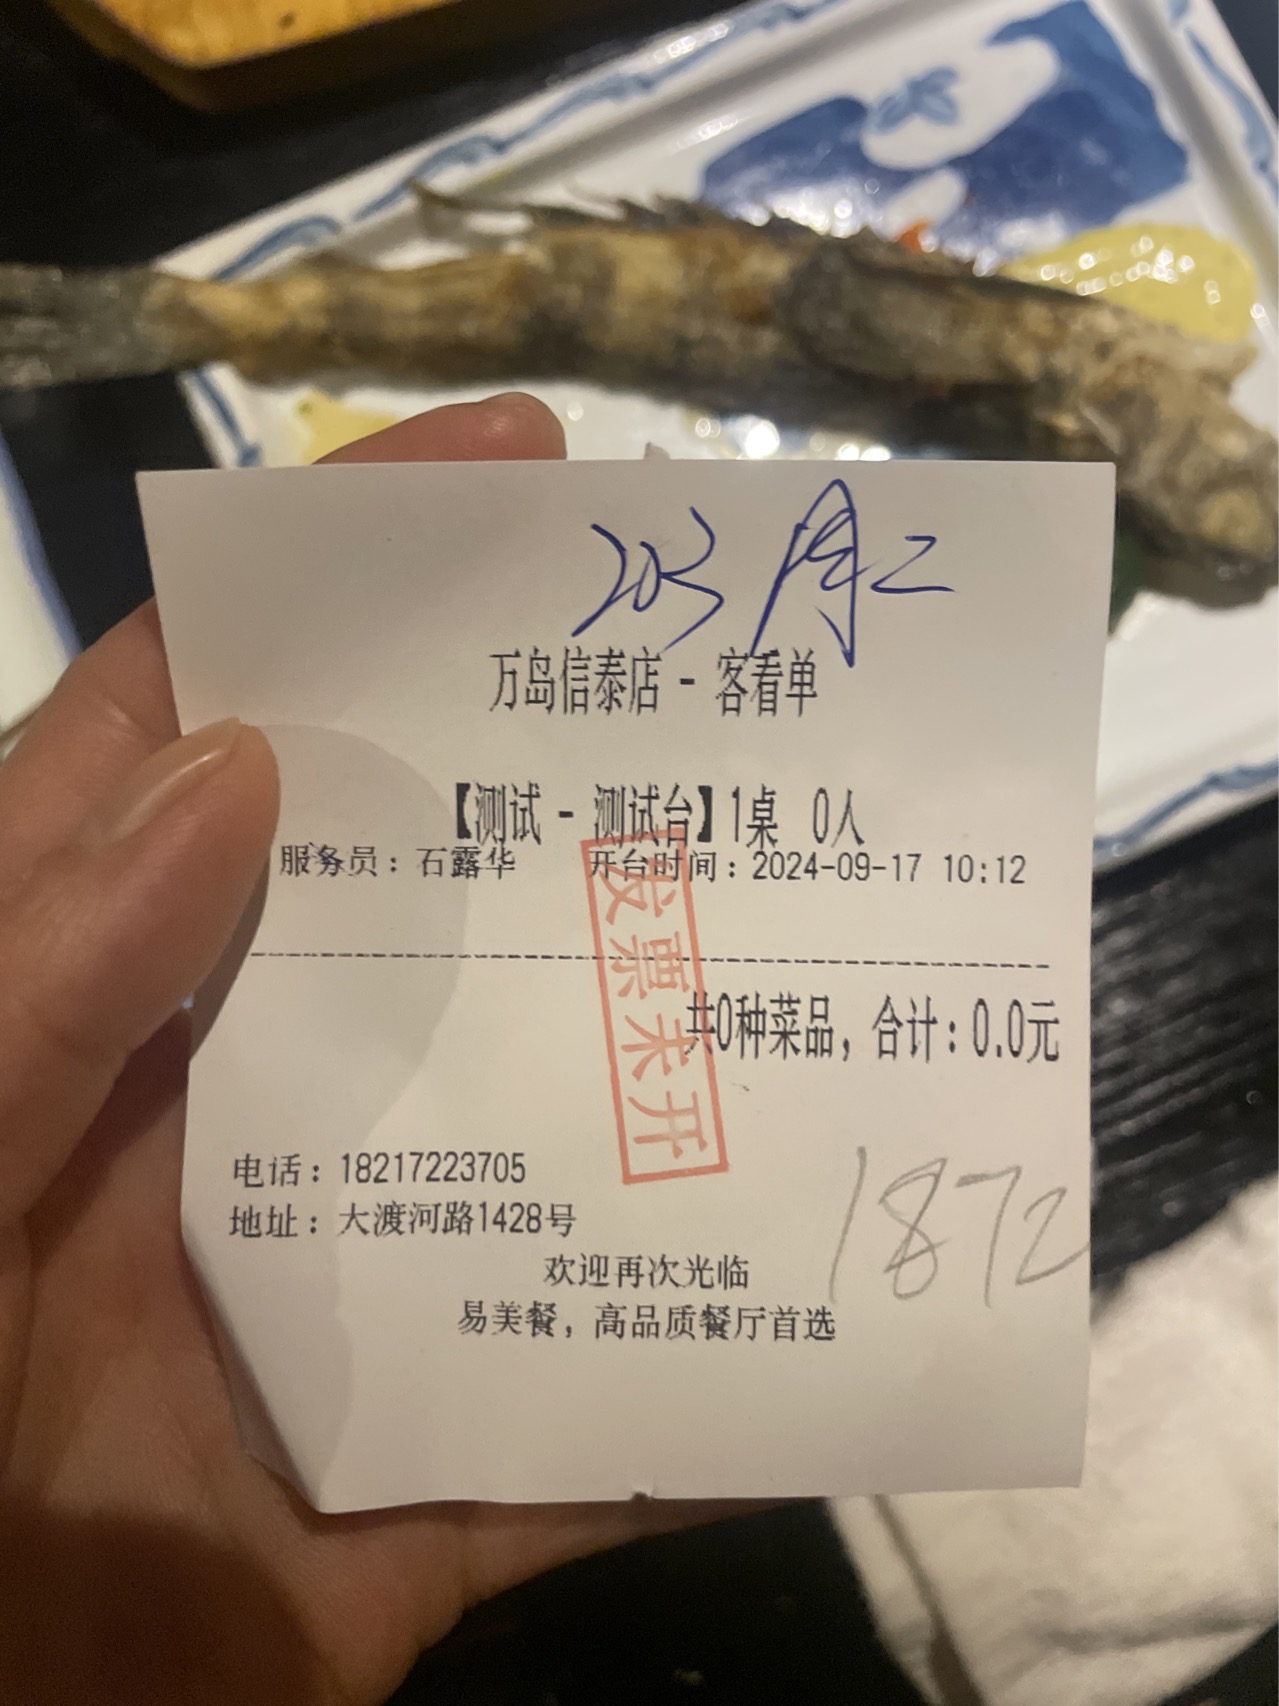 203
万岛信泰店 - 客看单
【测试 - 测试台】1桌 0人
服务员：石露华 开台时间：2024-09-17 10:12
发票未开
共0种菜品，合计：0.0元
电话：18217223705
地址：大渡河路1428号
1872
欢迎再次光临
易美餐，高品质餐厅首选